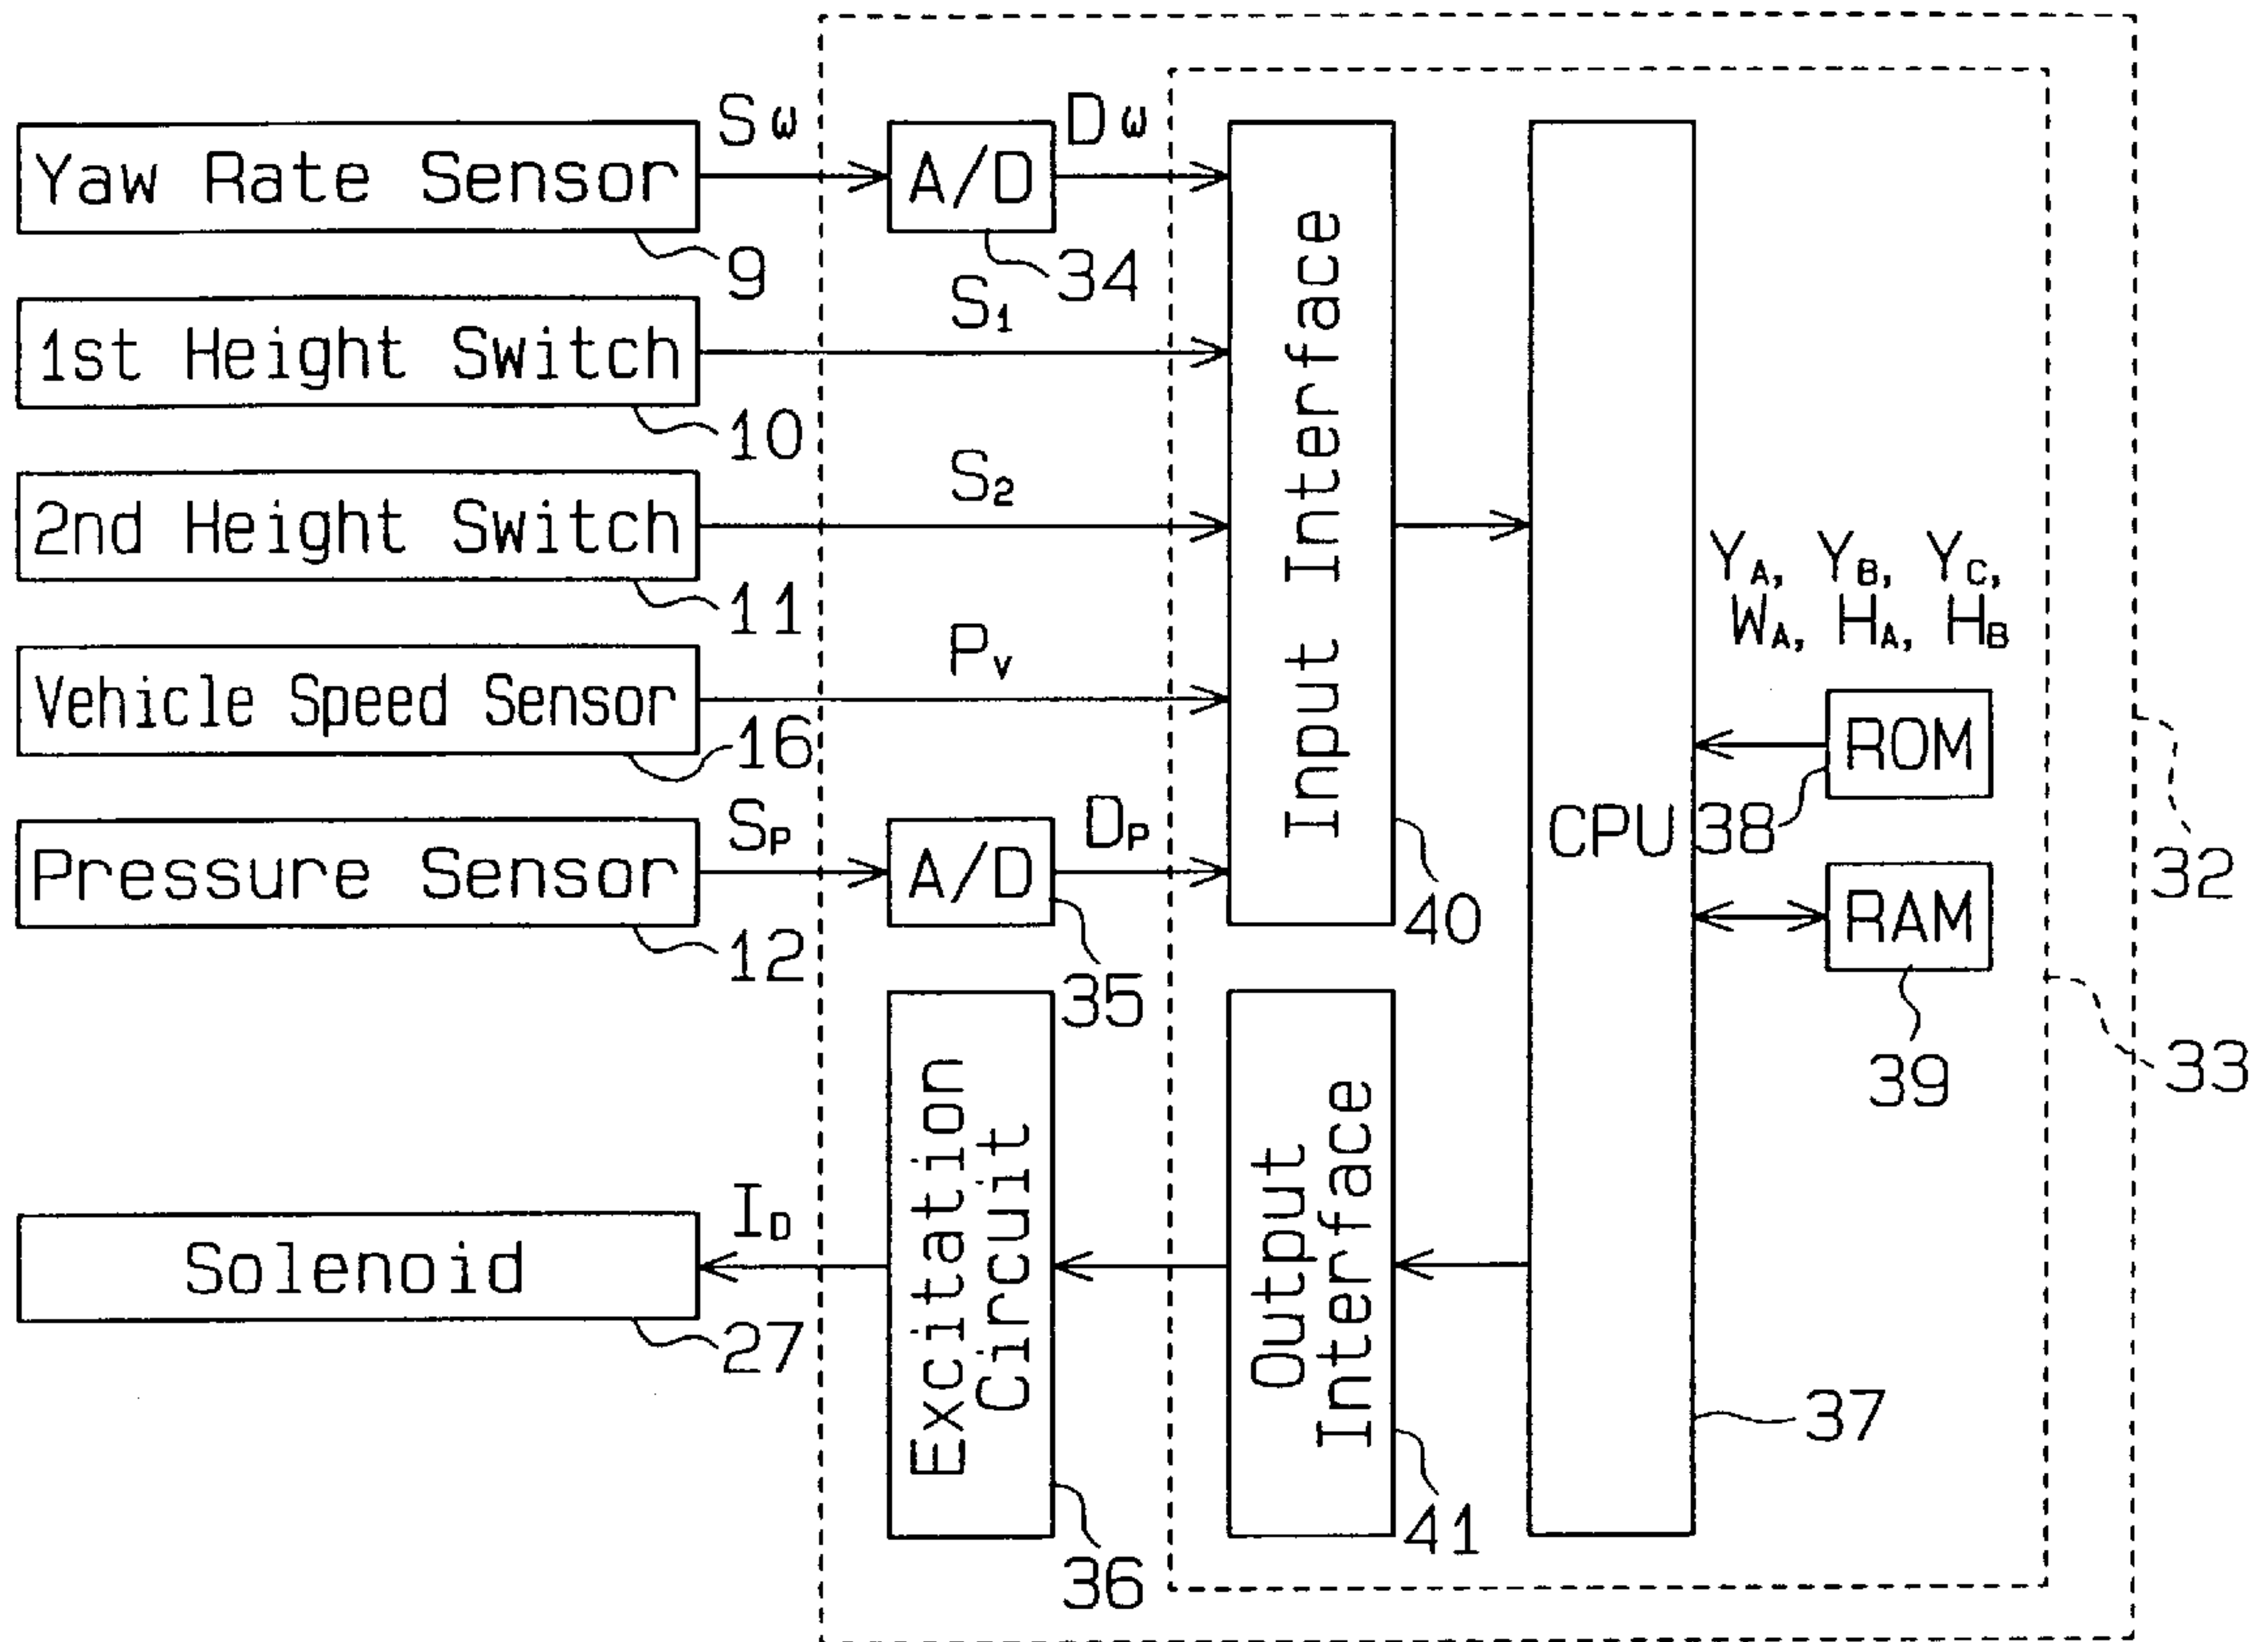 Sω
Dω
Yaw Rate Sensor
A/D
9
34
S1
1st Height Switch
10
S2
2nd Height Switch
11
Input Interface
40
YA, YB, YC,
WA, HA, HB
Pv
Vehicle Speed Sensor
16
ROM
38
CPU
32
SP
DP
Pressure Sensor
A/D
RAM
12
35
39
33
ID
Solenoid
27
Excitation
Circuit
36
Output
Interface
41
37